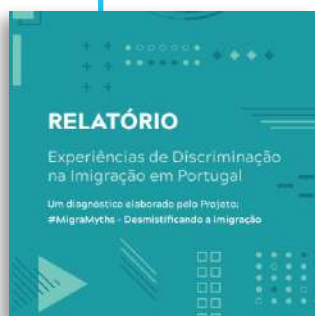 RELATÓRIO
Experiências de Discriminação
na Imigração em Portugal
Um diagnóstico elaborado pelo Projeto:
#MigraMyths - Desmistificando a imigração